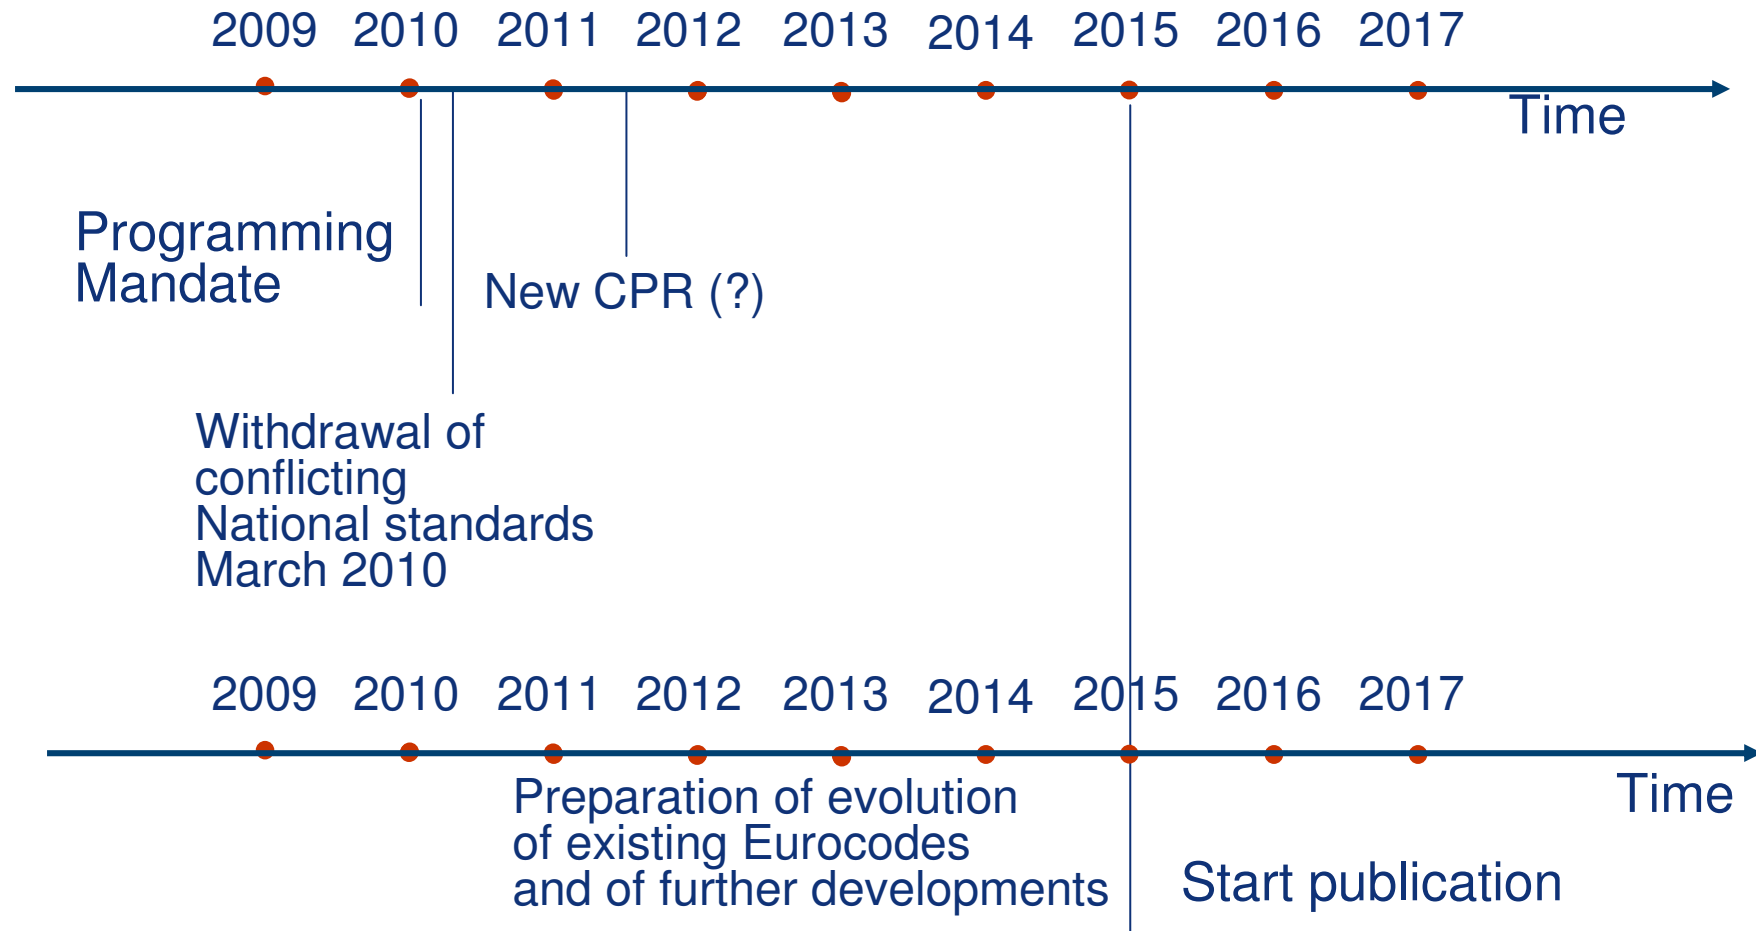 2009 2010 2011 2012 2013 2014 2015 2016 2017
Time
Programming
Mandate
New CPR (?)
Withdrawal of
conflicting
National standards
March 2010
2009 2010 2011 2012 2013 2014 2015 2016 2017
Time
Preparation of evolution
of existing Eurocodes
and of further developments
Start publication